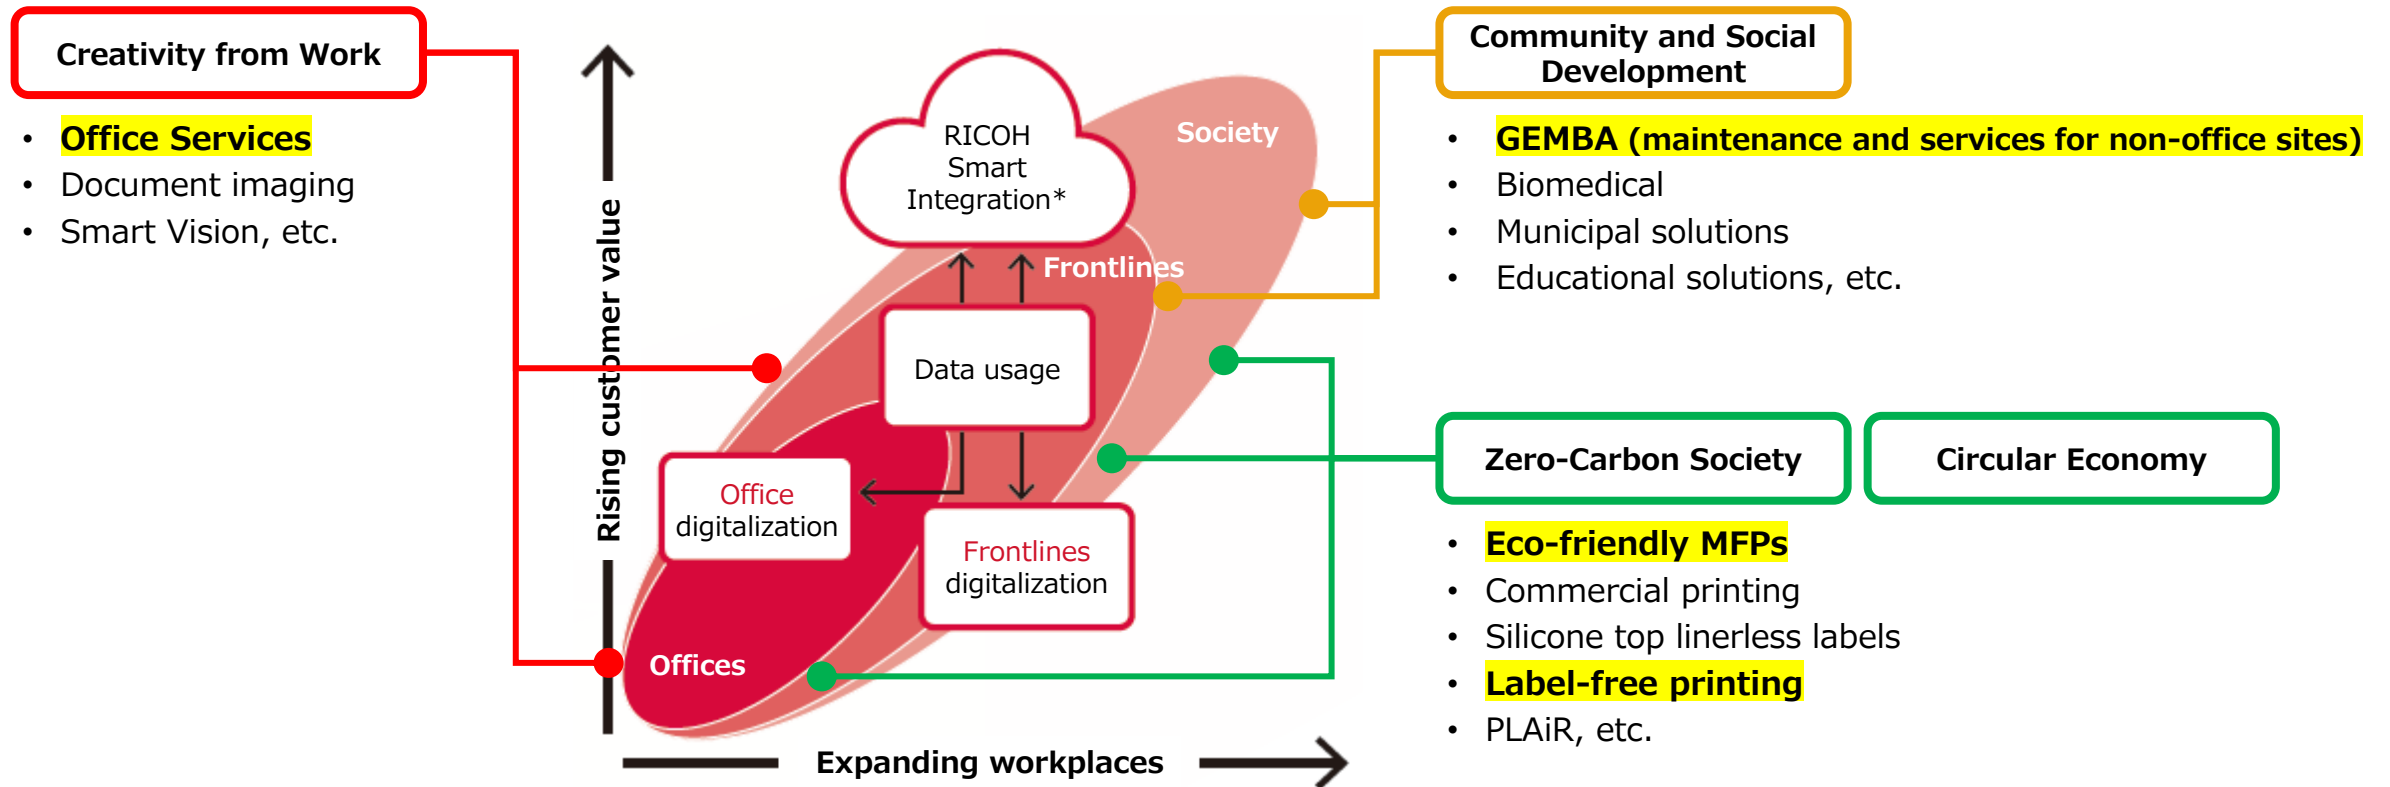 Creativity from Work
• Office Services
• Document imaging
• Smart Vision, etc.
Rising customer value
RICOH
Smart
Integration*
Society
Frontlines
Data usage
Office
digitalization
Frontlines
digitalization
Offices
Expanding workplaces
Community and Social
Development
• GEMBA (maintenance and services for non-office sites)
• Biomedical
• Municipal solutions
• Educational solutions, etc.
Zero-Carbon Society
Circular Economy
• Eco-friendly MFPs
• Commercial printing
• Silicone top linerless labels
• Label-free printing
• PLAiR, etc.